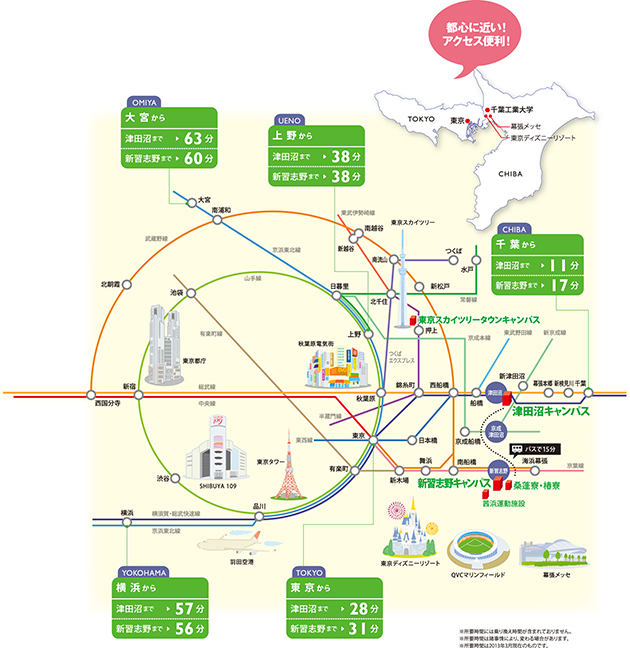 都心に近い!
アクセス便利!
TOKYO
東京
千葉工業大学
幕張メッセ
東京ディズニーリゾート
CHIBA
OMIYA
大宮から
津田沼まで 63分
新習志野まで 60分
UENO
上野から
津田沼まで 38分
新習志野まで 38分
CHIBA
千葉から
津田沼まで 11分
新習志野まで 17分
大宮
南浦和
武蔵野線
京浜東北線
東武伊勢崎線
南越谷
新越谷
東京スカイツリー
南流山
つくば
水戸
北朝霞
池袋
山手線
日暮里
北千住
新松戸
常磐線
東京スカイツリータウンキャンパス
有楽町線
東京都庁
秋葉原電気街
上野
押上
つくば
エクスプレス
京成本線
東武野田線
新京成線
新津田沼
幕張本郷
新検見川
千葉
西国分寺
新宿
総武線
中央線
秋葉原
錦糸町
西船橋
船橋
津田沼
津田沼キャンパス
半蔵門線
東西線
東京
日本橋
京成船橋
京成
津田沼
バスで15分
SHIBUYA 109
渋谷
東京タワー
有楽町
新木場
舞浜
南船橋
新習志野
海浜幕張
京葉線
新習志野キャンパス
桑蓬寮・椿寮
茜浜運動施設
横浜
横須賀・総武快速線
京浜東北線
品川
羽田空港
東京ディズニーリゾート
QVCマリンフィールド
幕張メッセ
YOKOHAMA
横浜から
津田沼まで 57分
新習志野まで 56分
TOKYO
東京から
津田沼まで 28分
新習志野まで 31分
※所要時間には乗り換え時間が含まれておりません。
※所要時間は諸事情により、変わる場合があります。
※所要時間は2013年3月現在のものです。